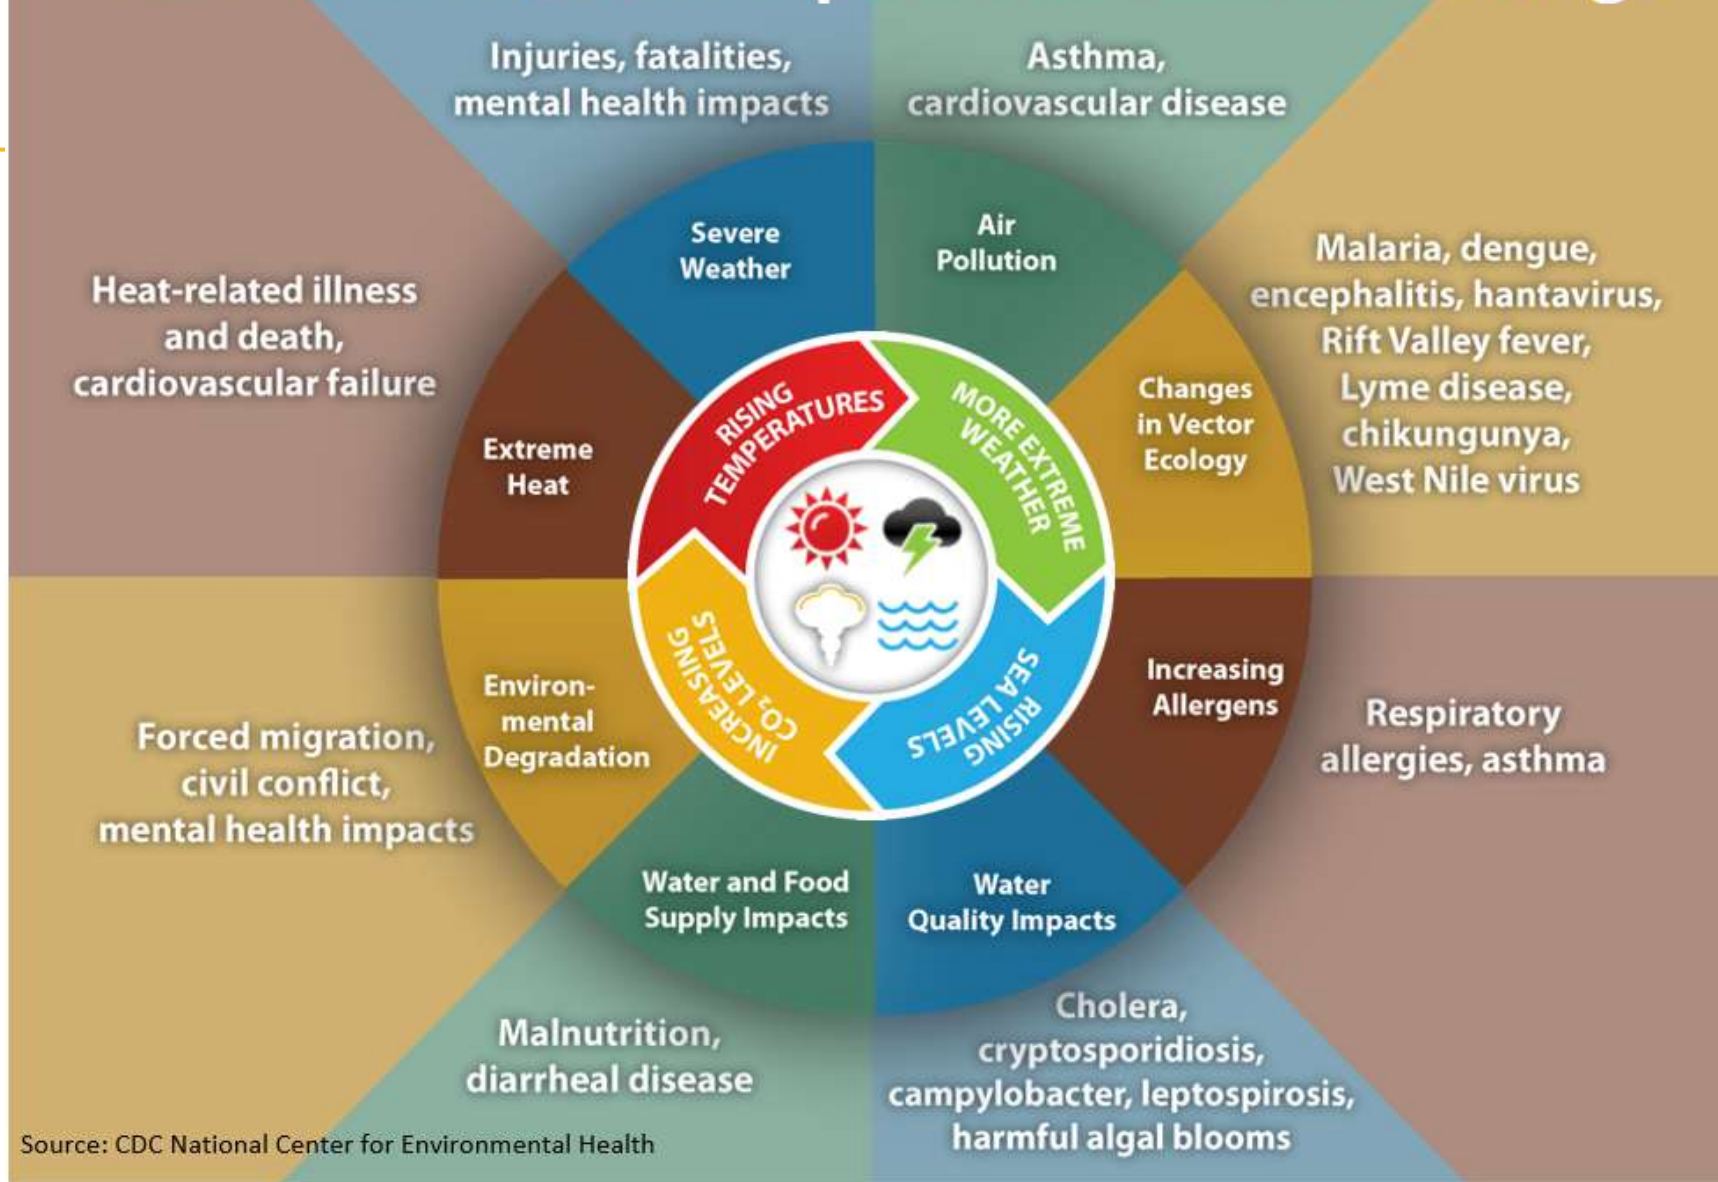 Injuries, fatalities,
mental health impacts
Asthma,
cardiovascular disease
Severe
Weather
Air
Pollution
Heat-related illness
and death,
cardiovascular failure
Malaria, dengue,
encephalitis, hantavirus,
Rift Valley fever,
Lyme disease,
chikungunya,
West Nile virus
Extreme
Heat
Changes
in Vector
Ecology
RISING
TEMPERATURES
MORE EXTREME
WEATHER
INCREASING
CO₂ LEVELS
RISING
SEA LEVELS
Environ-
mental
Degradation
Increasing
Allergens
Forced migration,
civil conflict,
mental health impacts
Respiratory
allergies, asthma
Water and Food
Supply Impacts
Water
Quality Impacts
Malnutrition,
diarrheal disease
Cholera,
cryptosporidiosis,
campylobacter, leptospirosis,
harmful algal blooms
Source: CDC National Center for Environmental Health